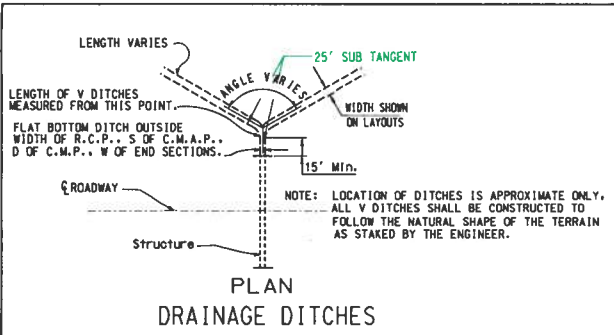 LENGTH VARIES
25' SUB TANGENT
ANGLE VARIES
LENGTH OF V DITCHES
MEASURED FROM THIS POINT.
WIDTH SHOWN
ON LAYOUTS
FLAT BOTTOM DITCH OUTSIDE
WIDTH OF R.C.P., S OF C.M.A.P.,
D OF C.M.P., W OF END SECTIONS.
15' Min.
℄ ROADWAY
NOTE: LOCATION OF DITCHES IS APPROXIMATE ONLY,
ALL V DITCHES SHALL BE CONSTRUCTED TO
FOLLOW THE NATURAL SHAPE OF THE TERRAIN
AS STAKED BY THE ENGINEER.
Structure
PLAN
DRAINAGE DITCHES